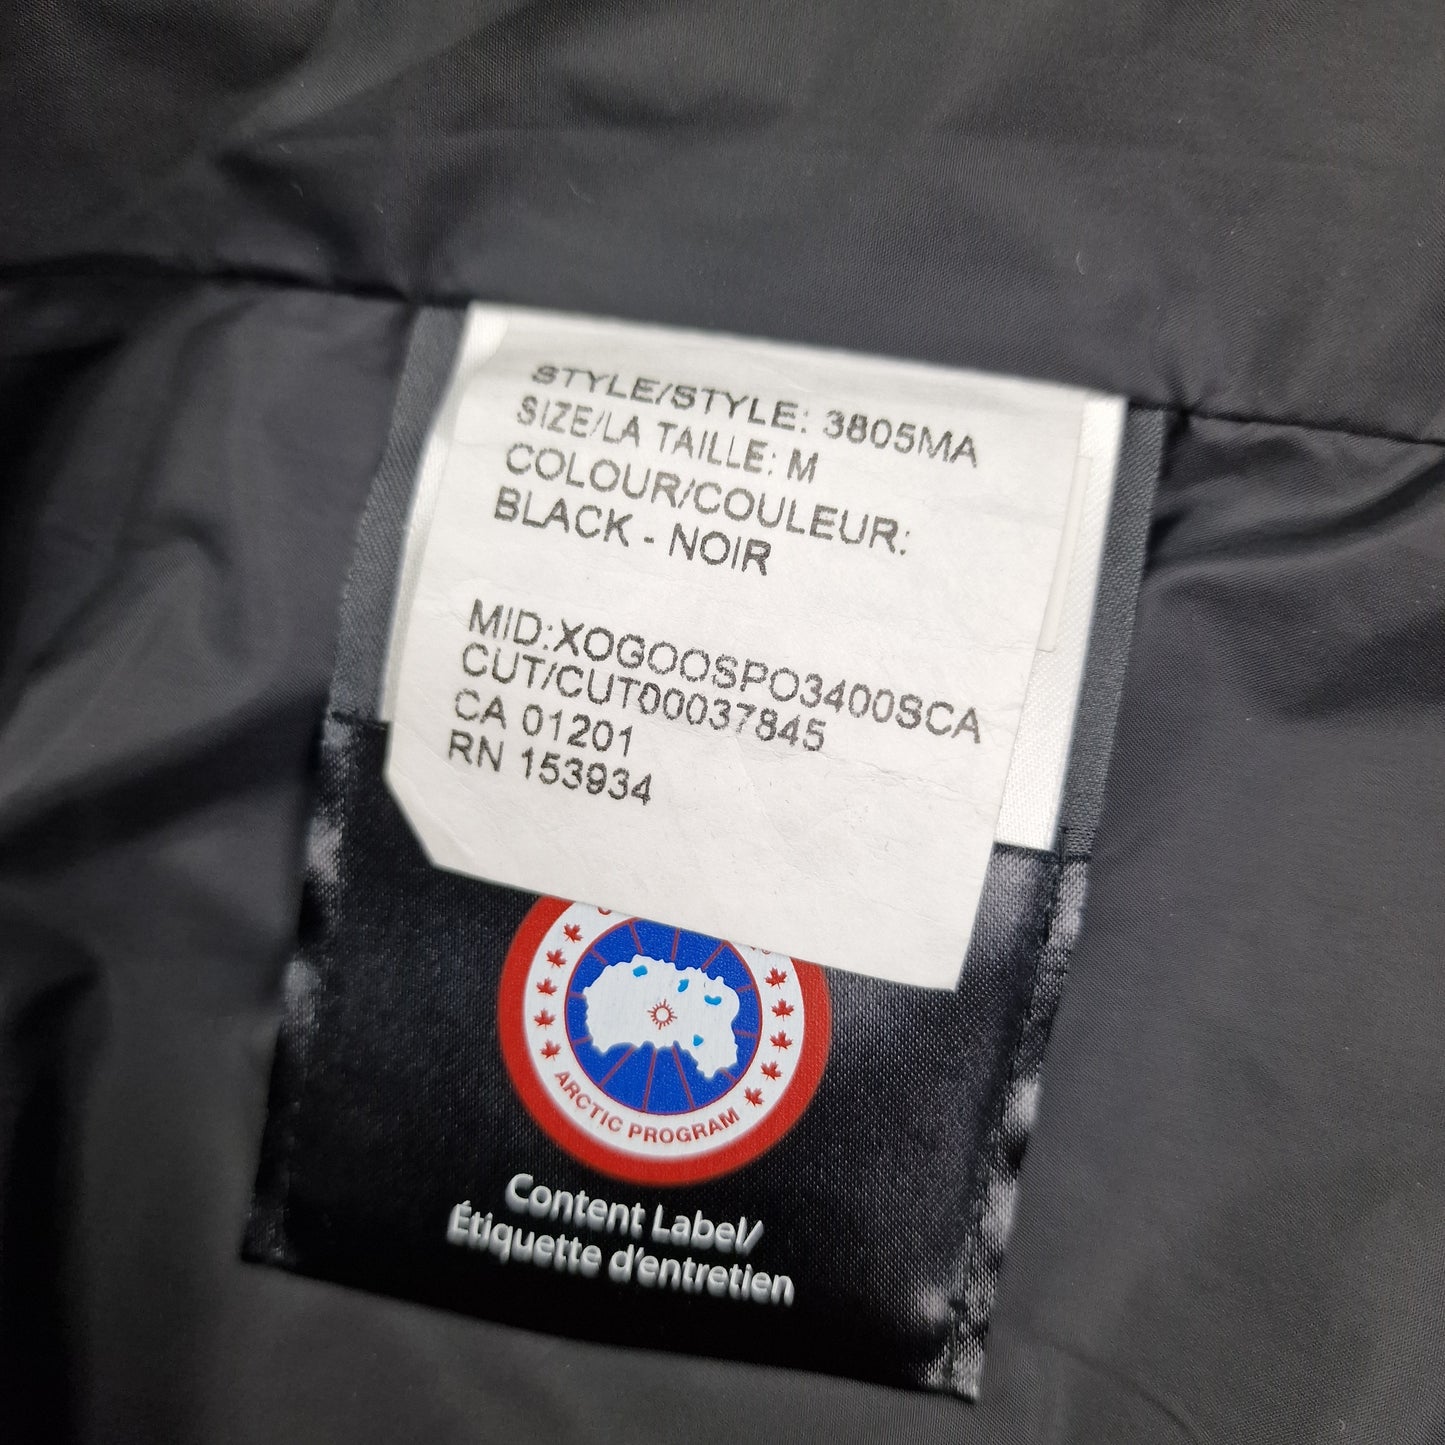 STYLE/STYLE: 3805MA
SIZE/LA TAILLE: M
COLOUR/COULEUR:
BLACK - NOIR
MID:XOGOOSPO3400SCA
CUT/CUT00037845
CA 01201
RN 153934
ARCTIC PROGRAM
Content Label/
Étiquette d'entretien